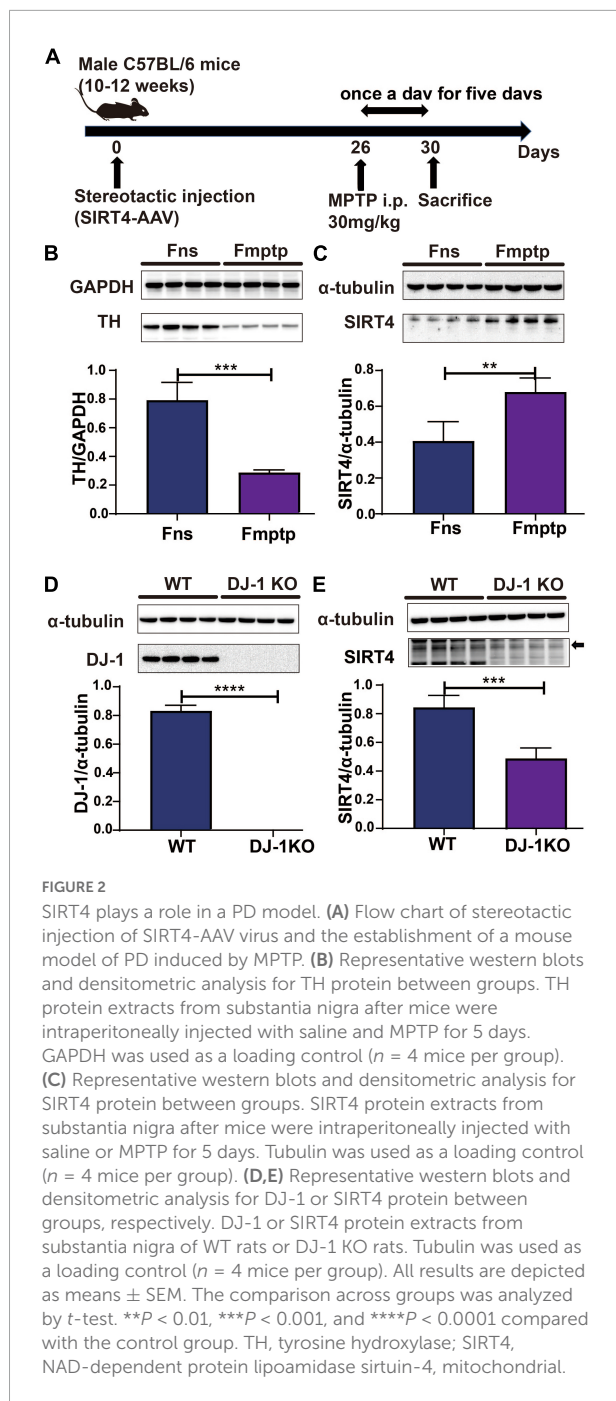 A
Male C57BL/6 mice
(10-12 weeks)
once a day for five days
0
26
30
Days
Stereotactic injection
(SIRT4-AAV)
MPTP i.p.
30mg/kg
Sacrifice
B
Fns
Fmptp
GAPDH
TH
***
TH/GAPDH
1.0
0.8
0.6
0.4
0.2
0.0
Fns
Fmptp
C
Fns
Fmptp
α-tubulin
SIRT4
**
SIRT4/α-tubulin
0.8
0.6
0.4
0.2
0.0
Fns
Fmptp
D
WT
DJ-1 KO
α-tubulin
DJ-1
****
DJ-1/α-tubulin
1.0
0.8
0.6
0.4
0.2
0.0
WT
DJ-1KO
E
WT
DJ-1 KO
α-tubulin
SIRT4
***
SIRT4/α-tubulin
1.0
0.8
0.6
0.4
0.2
0.0
WT
DJ-1KO
FIGURE 2
SIRT4 plays a role in a PD model. (A) Flow chart of stereotactic
injection of SIRT4-AAV virus and the establishment of a mouse
model of PD induced by MPTP. (B) Representative western blots
and densitometric analysis for TH protein between groups. TH
protein extracts from substantia nigra after mice were
intraperitoneally injected with saline and MPTP for 5 days.
GAPDH was used as a loading control (n = 4 mice per group).
(C) Representative western blots and densitometric analysis for
SIRT4 protein between groups. SIRT4 protein extracts from
substantia nigra after mice were intraperitoneally injected with
saline or MPTP for 5 days. Tubulin was used as a loading control
(n = 4 mice per group). (D,E) Representative western blots and
densitometric analysis for DJ-1 or SIRT4 protein between
groups, respectively. DJ-1 or SIRT4 protein extracts from
substantia nigra of WT rats or DJ-1 KO rats. Tubulin was used as
a loading control (n = 4 mice per group). All results are depicted
as means ± SEM. The comparison across groups was analyzed
by t-test. **P < 0.01, ***P < 0.001, and ****P < 0.0001 compared
with the control group. TH, tyrosine hydroxylase; SIRT4,
NAD-dependent protein lipoamidase sirtuin-4, mitochondrial.